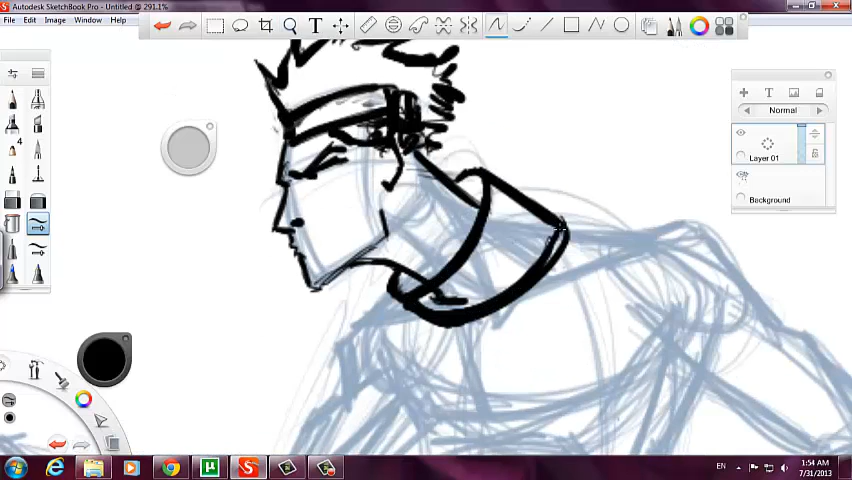 Autodesk SketchBook Pro - Untitled @ 291.1%
File Edit Image Window Help
T
T
Normal
4
Layer 01
Background
EN
1:54 AM
7/31/2013